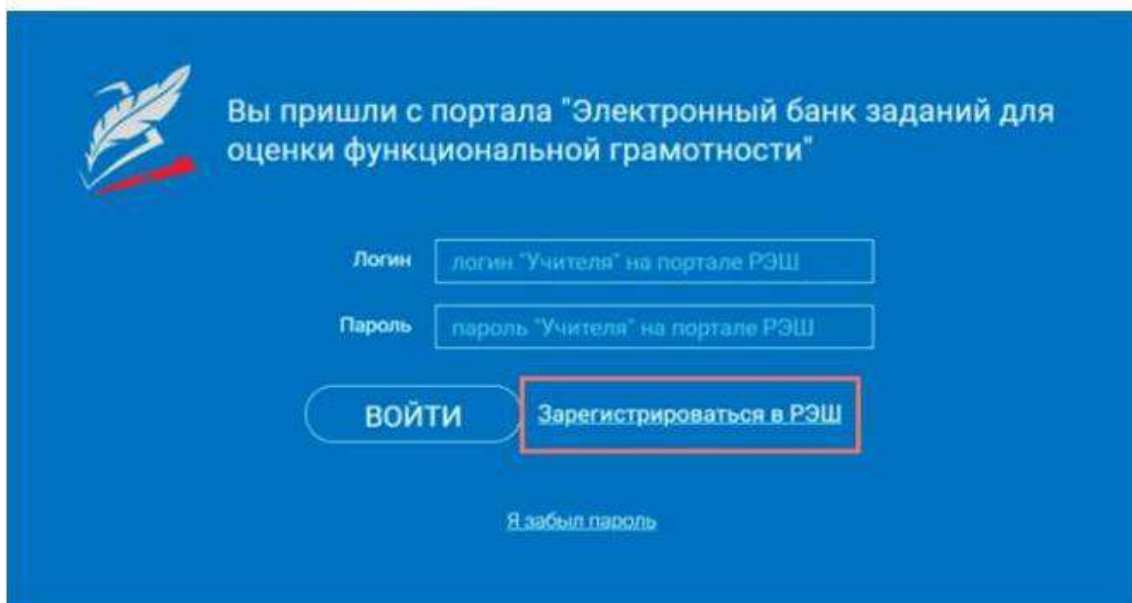 Вы пришли с портала "Электронный банк заданий для
оценки функциональной грамотности"
Логин
логин "Учителя" на портале РЭШ
Пароль
пароль "Учителя" на портале РЭШ
ВОЙТИ
Зарегистрироваться в РЭШ
Я забыл пароль